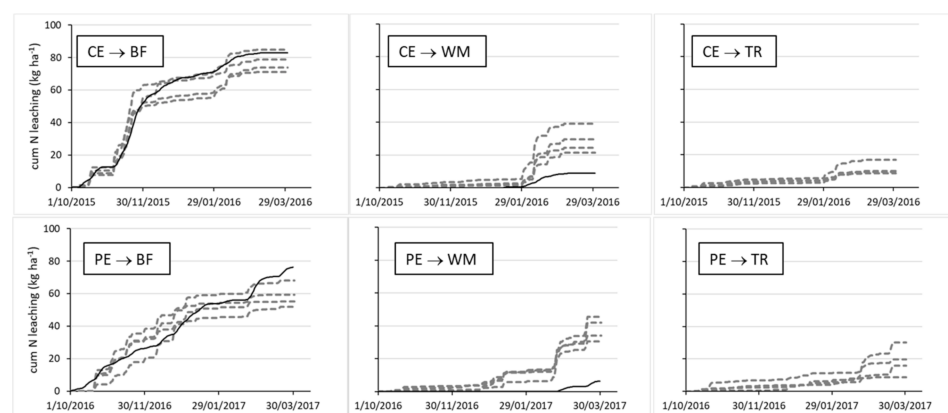 100
80
60
40
20
0
cum N leaching (kg ha-1)
CE → BF
1/10/2015 30/11/2015 29/01/2016 29/03/2016
CE → WM
1/10/2015 30/11/2015 29/01/2016 29/03/2016
CE → TR
1/10/2015 30/11/2015 29/01/2016 29/03/2016
100
80
60
40
20
0
cum N leaching (kg ha-1)
PE → BF
1/10/2016 30/11/2016 29/01/2017 30/03/2017
PE → WM
1/10/2016 30/11/2016 29/01/2017 30/03/2017
PE → TR
1/10/2016 30/11/2016 29/01/2017 30/03/2017